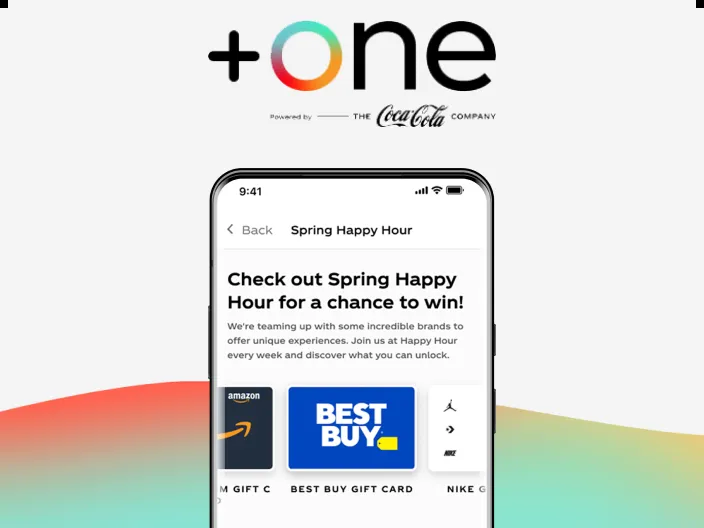 +one
Powered by THE Coca-Cola COMPANY
9:41
Back Spring Happy Hour
Check out Spring Happy
Hour for a chance to win!
We're teaming up with some incredible brands to
offer unique experiences. Join us at Happy Hour
every week and discover what you can unlock.
amazon
BEST
BUY
NIKE
M GIFT C
BEST BUY GIFT CARD
NIKE G